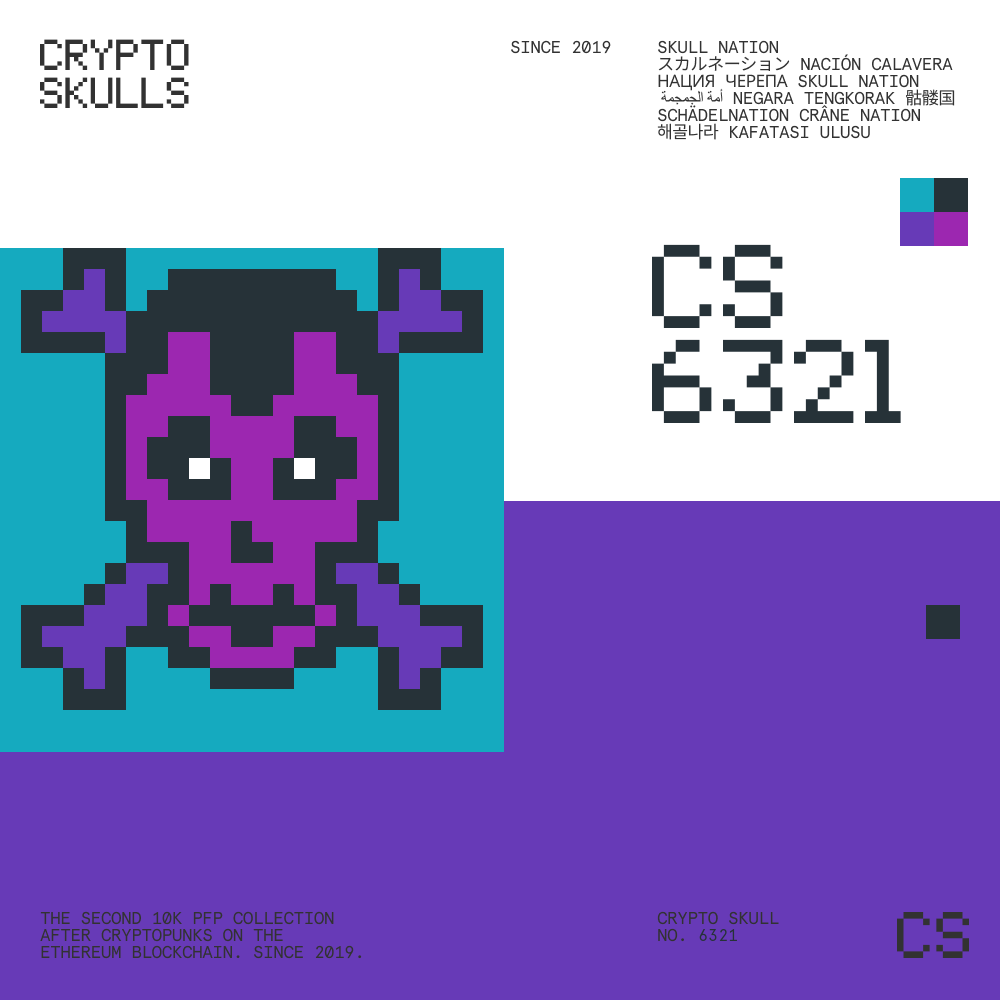 CRYPTO
SKULLS
SINCE 2019
SKULL NATION
スカルネーション NACIÓN CALAVERA
НАЦИЯ ЧЕРЕПА SKULL NATION
أمة الجمجمة NEGARA TENGKORAK 骷髅国
SCHÄDELNATION CRÂNE NATION
해골나라 KAFATASI ULUSU
CS
6321
THE SECOND 10K PFP COLLECTION
AFTER CRYPTOPUNKS ON THE
ETHEREUM BLOCKCHAIN. SINCE 2019.
CRYPTO SKULL
NO. 6321
CS